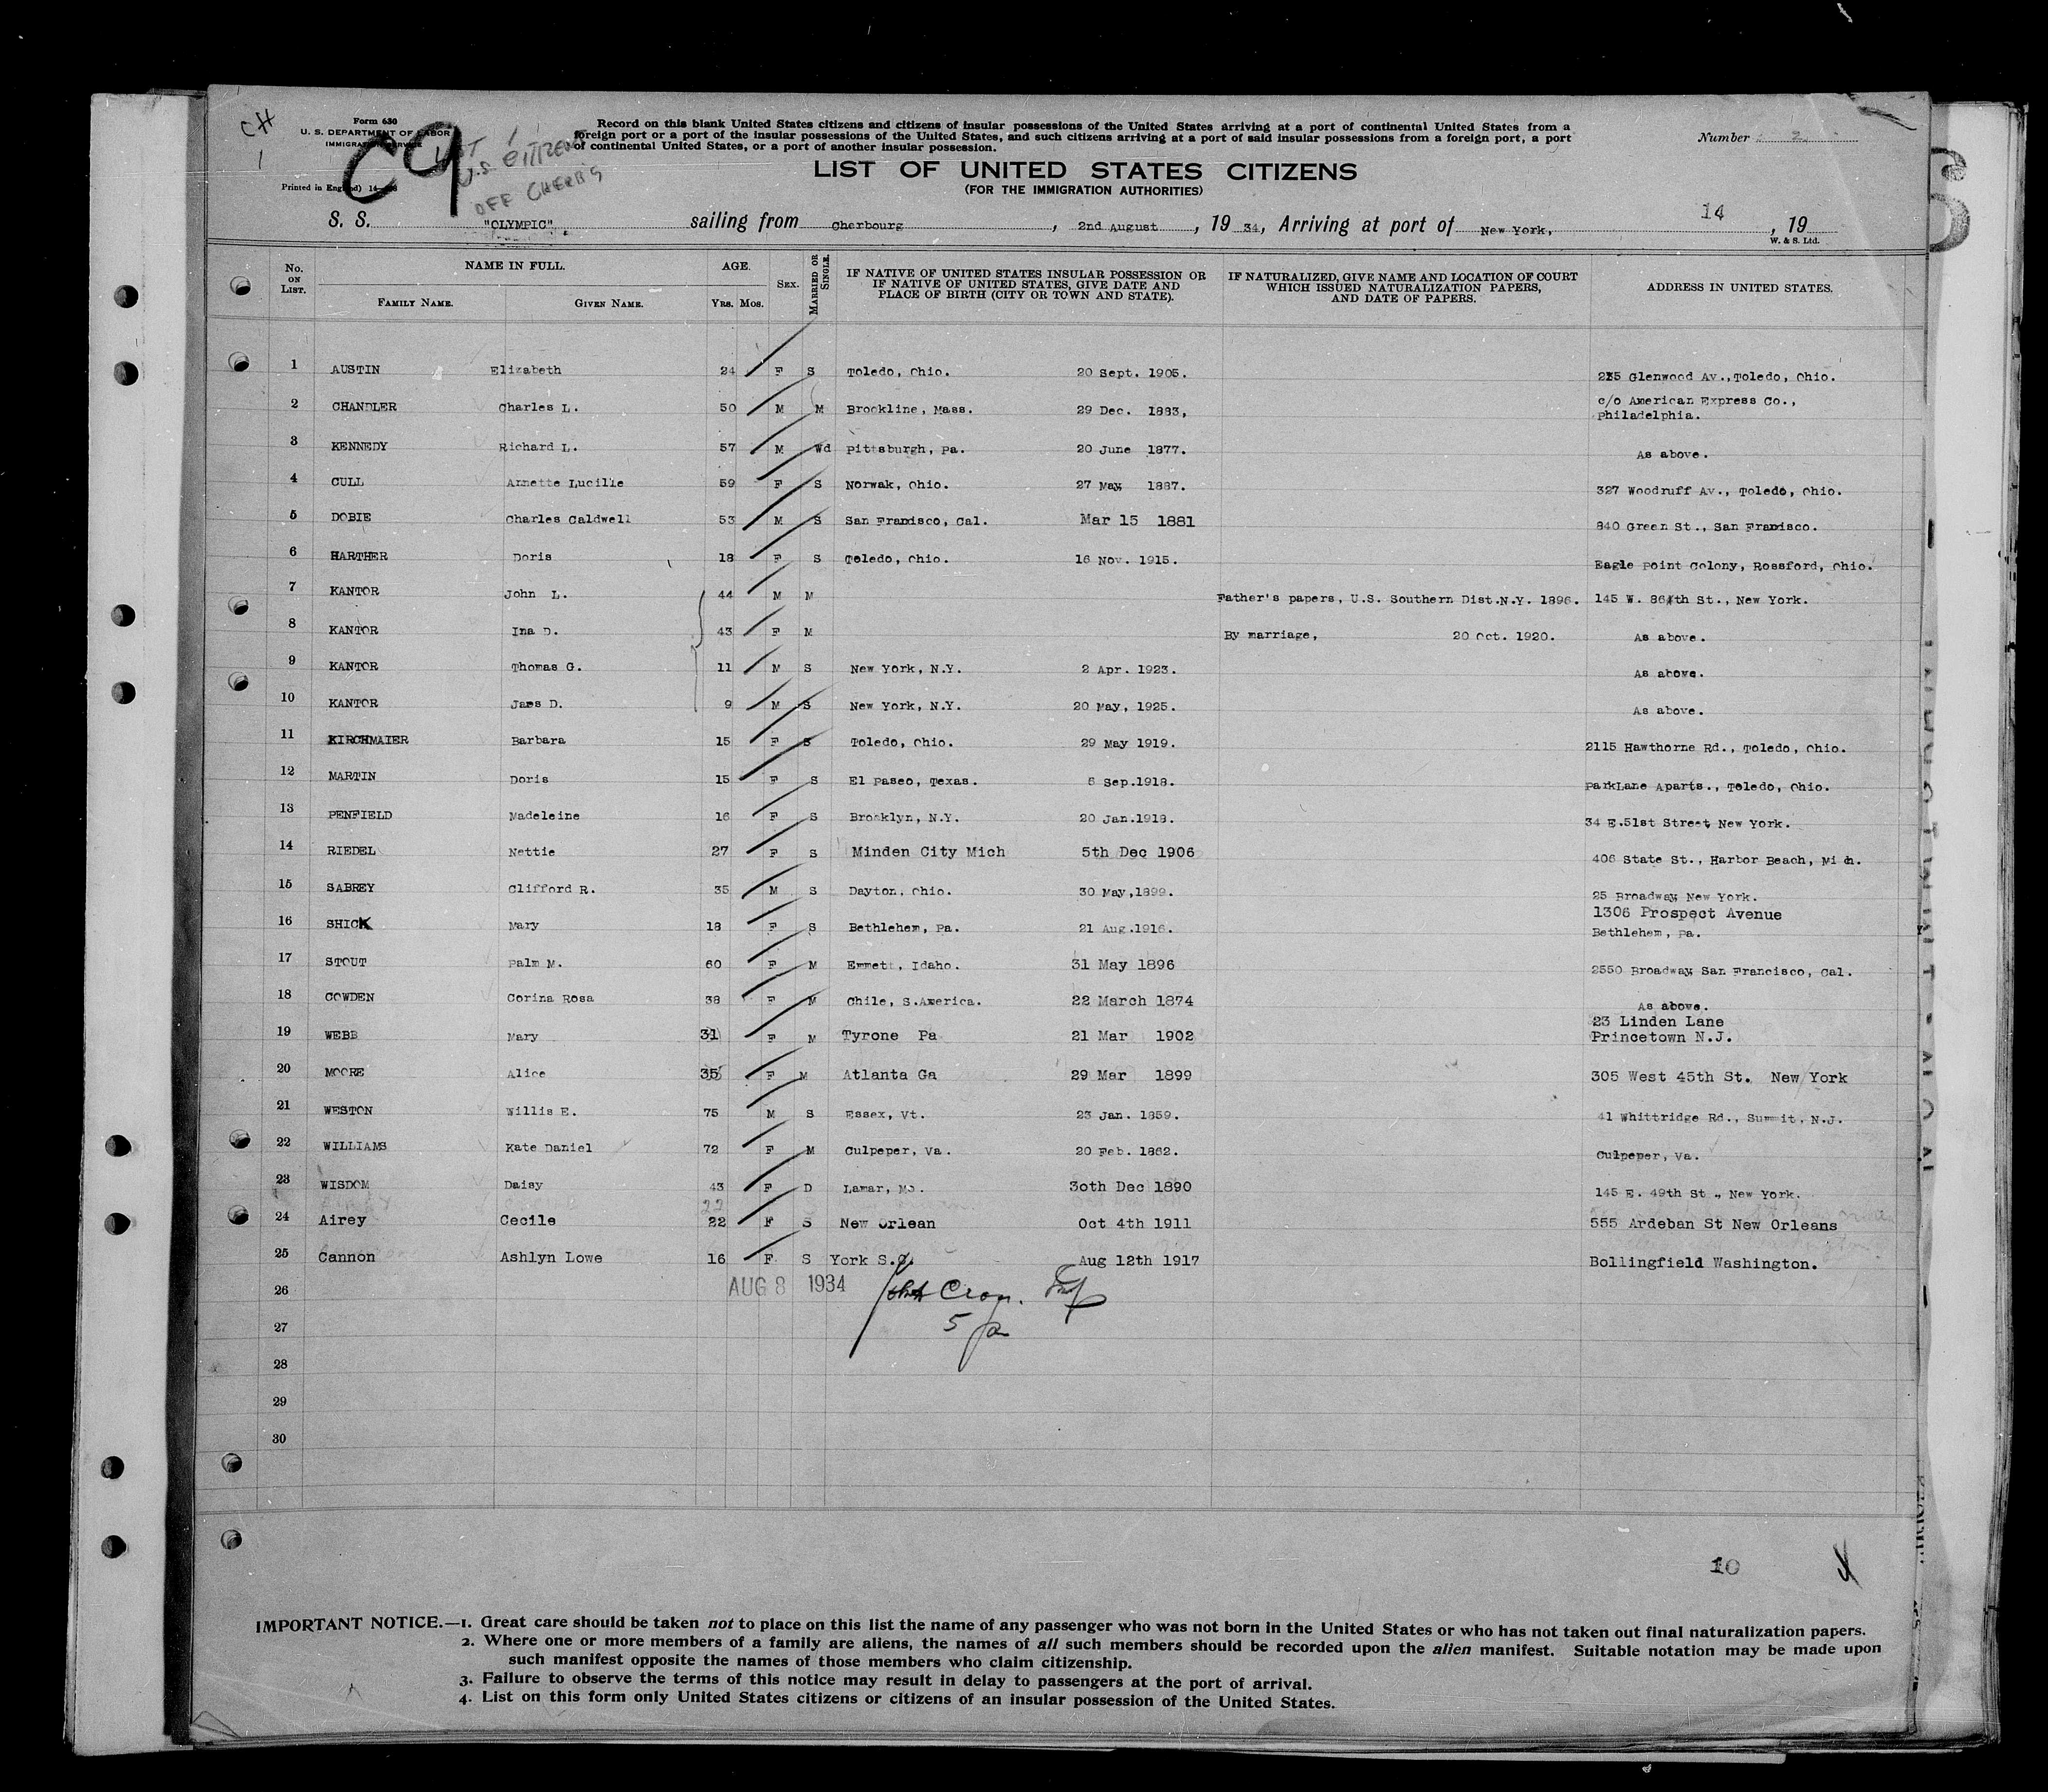 CH
1
Form 630
U. S. DEPARTMENT OF LABOR
IMMIGRATION SERVICE
Printed in England) 14
C9
U.S. CITIZEN
OFF CHERB'G
Record on this blank United States citizens and citizens of insular possessions of the United States arriving at a port of continental United States from a
foreign port or a port of the insular possessions of the United States, and such citizens arriving at a port of said insular possessions from a foreign port, a port
of continental United States, or a port of another insular possession.
Number
LIST OF UNITED STATES CITIZENS
(FOR THE IMMIGRATION AUTHORITIES)
S. S. "OLYMPIC", sailing from Cherbourg, 2nd August, 1934, Arriving at port of New York, 14, 19
W. & S. Ltd.
No. ON LIST. NAME IN FULL. FAMILY NAME. GIVEN NAME. AGE. YRS. MOS. SEX. MARRIED OR SINGLE. IF NATIVE OF UNITED STATES INSULAR POSSESSION OR IF NATIVE OF UNITED STATES, GIVE DATE AND PLACE OF BIRTH (CITY OR TOWN AND STATE). IF NATURALIZED, GIVE NAME AND LOCATION OF COURT WHICH ISSUED NATURALIZATION PAPERS, AND DATE OF PAPERS. ADDRESS IN UNITED STATES.
1 AUSTIN Elizabeth 24 F S Toledo, Ohio. 20 Sept. 1905. 225 Glenwood Av.,Toledo, Ohio.
2 CHANDLER Charles L. 50 M M Brookline, Mass. 29 Dec. 1883, c/o American Express Co., Philadelphia.
3 KENNEDY Richard L. 57 M Wd Pittsburgh, Pa. 20 June 1877. As above.
4 CULL Annette Lucille 59 F S Norwak, Ohio. 27 May 1887. 327 Woodruff Av., Toledo, Ohio.
5 DOBIE Charles Caldwell 53 M S San Francisco, Cal. Mar 15 1881 840 Green St., San Francisco.
6 HARTHER Doris 18 F S Toledo, Ohio. 16 Nov. 1915. Eagle Point Colony, Rossford, Ohio.
7 KANTOR John L. 44 M M Father's papers, U.S. Southern Dist.N.Y. 1896. 145 W. 86th St., New York.
8 KANTOR Ina D. 43 F M By marriage, 20 Oct. 1920. As above.
9 KANTOR Thomas G. 11 M S New York, N.Y. 2 Apr. 1923. As above.
10 KANTOR Jaes D. 9 M S New York, N.Y. 20 May, 1925. As above.
11 KIRCHMAIER Barbara 15 F S Toledo, Ohio. 29 May 1919. 2115 Hawthorne Rd., Toledo, Ohio.
12 MARTIN Doris 15 F S El Paseo, Texas. 6 Sep.1918. ParkLane Aparts., Toledo, Ohio.
13 PENFIELD Madeleine 16 F S Brooklyn, N.Y. 20 Jan.1918. 34 E.51st Street, New York.
14 RIEDEL Nettie 27 F S Minden City Mich 5th Dec 1906 406 State St., Harbor Beach, Mich.
15 SABREY Clifford R. 35 M S Dayton, Ohio. 30 May,1899. 25 Broadway, New York.
16 SHICK Mary 18 F S Bethlehem, Pa. 21 Aug.1916. 1306 Prospect Avenue Bethlehem, Pa.
17 STOUT Palm M. 60 F M Emmett, Idaho. 31 May 1896 2550 Broadway, San Francisco, Cal.
18 COWDEN Corina Rosa 38 F M Chile, S.America. 22 March 1874 As above.
19 WEBB Mary 31 F M Tyrone Pa 21 Mar 1902 23 Linden Lane Princetown N.J.
20 MOORE Alice 35 F M Atlanta Ga 29 Mar 1899 305 West 45th St. New York
21 WESTON Willis E. 75 M S Essex, Vt. 23 Jan. 1859. 41 Whittridge Rd., Summit, N.J.
22 WILLIAMS Kate Daniel 72 F M Culpeper, Va. 20 Feb. 1862. Culpeper, Va.
23 WISDOM Daisy 43 F D Lamar, Mo. 30th Dec 1890 145 E. 49th St., New York.
24 Airey Cecile 22 F S New Orlean Oct 4th 1911 555 Ardeban St New Orleans
25 Cannon Ashlyn Lowe 16 F S York S.C. Aug 12th 1917 Bollingfield Washington.
26 AUG 8 1934
27
28
29
30
10
IMPORTANT NOTICE.—1. Great care should be taken not to place on this list the name of any passenger who was not born in the United States or who has not taken out final naturalization papers.
2. Where one or more members of a family are aliens, the names of all such members should be recorded upon the alien manifest. Suitable notation may be made upon
such manifest opposite the names of those members who claim citizenship.
3. Failure to observe the terms of this notice may result in delay to passengers at the port of arrival.
4. List on this form only United States citizens or citizens of an insular possession of the United States.